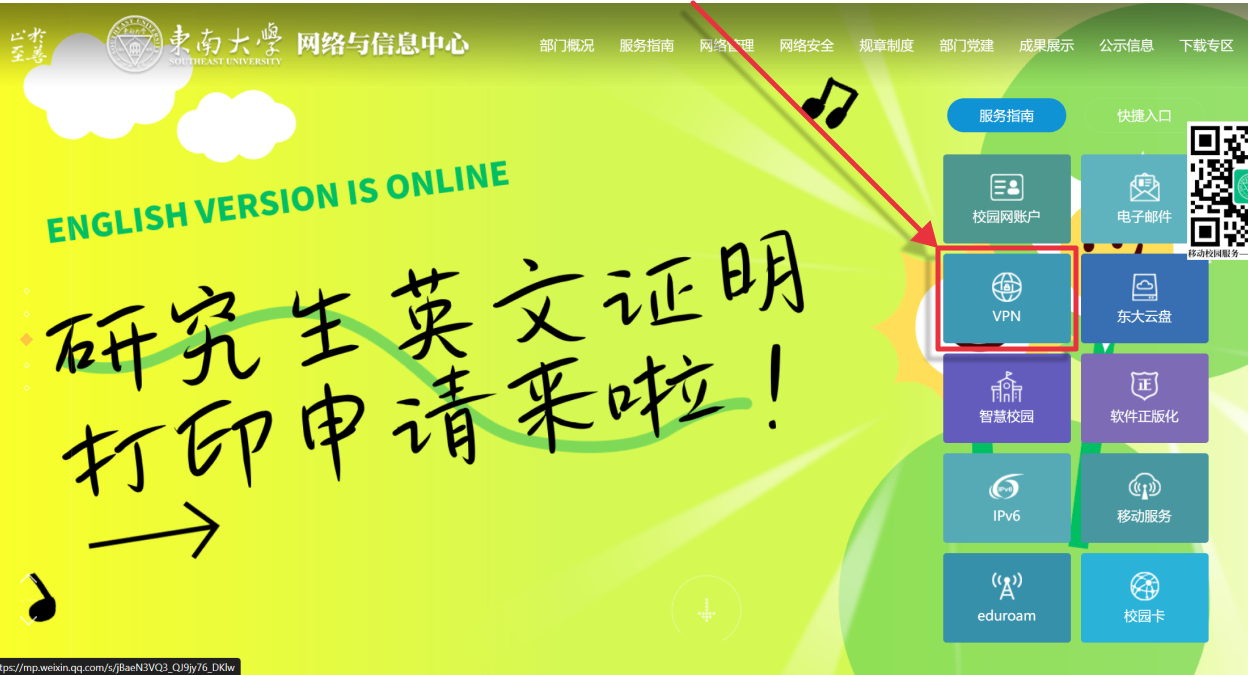 止於至善
東南大學
SOUTHEAST UNIVERSITY
网络与信息中心
部门概况 服务指南 网络管理 网络安全 规章制度 部门党建 成果展示 公示信息 下载专区
服务指南 快捷入口
ENGLISH VERSION IS ONLINE
研究生英文证明
打印申请来啦!
校园网账户 电子邮件
移动校园服务一
VPN 东大云盘
智慧校园 软件正版化
正
IPv6 移动服务
IPv6
eduroam 校园卡
tps://mp.weixin.qq.com/s/jBaeN3VQ3_QJ9jy76_DKlw